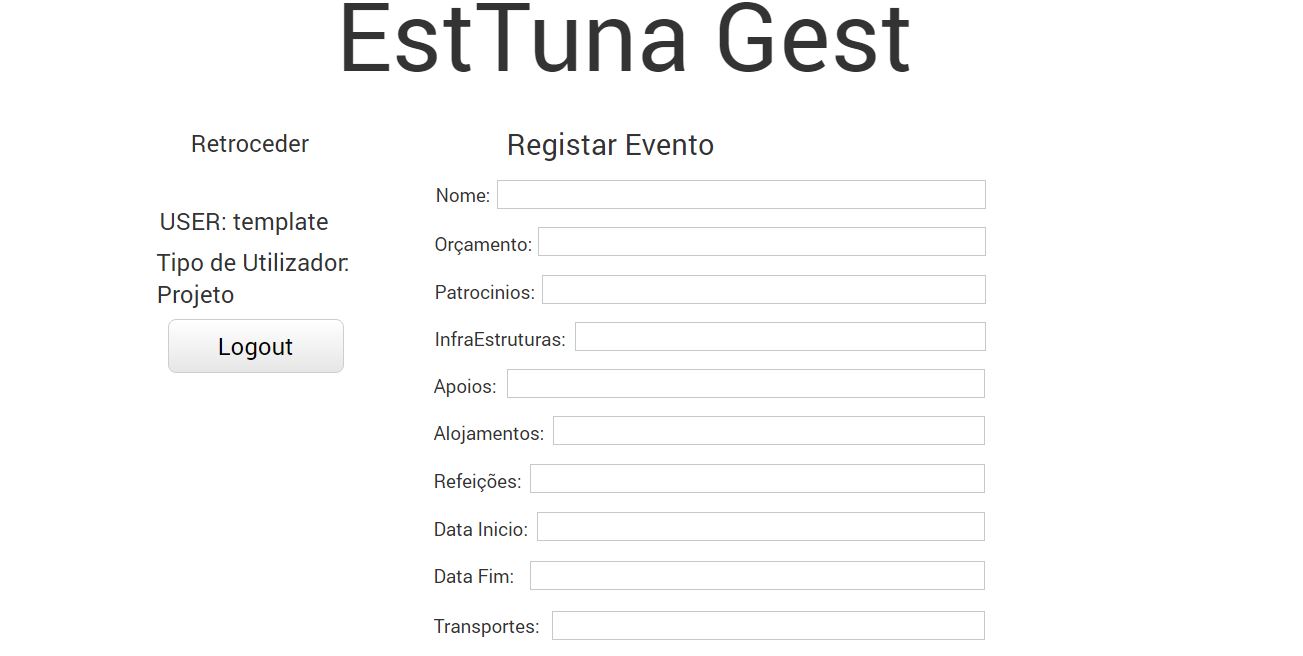 EstTuna Gest
Retroceder
USER: template
Tipo de Utilizador:
Projeto
Logout
Registar Evento
Nome:
Orçamento:
Patrocinios:
InfraEstruturas:
Apoios:
Alojamentos:
Refeições:
Data Inicio:
Data Fim:
Transportes: